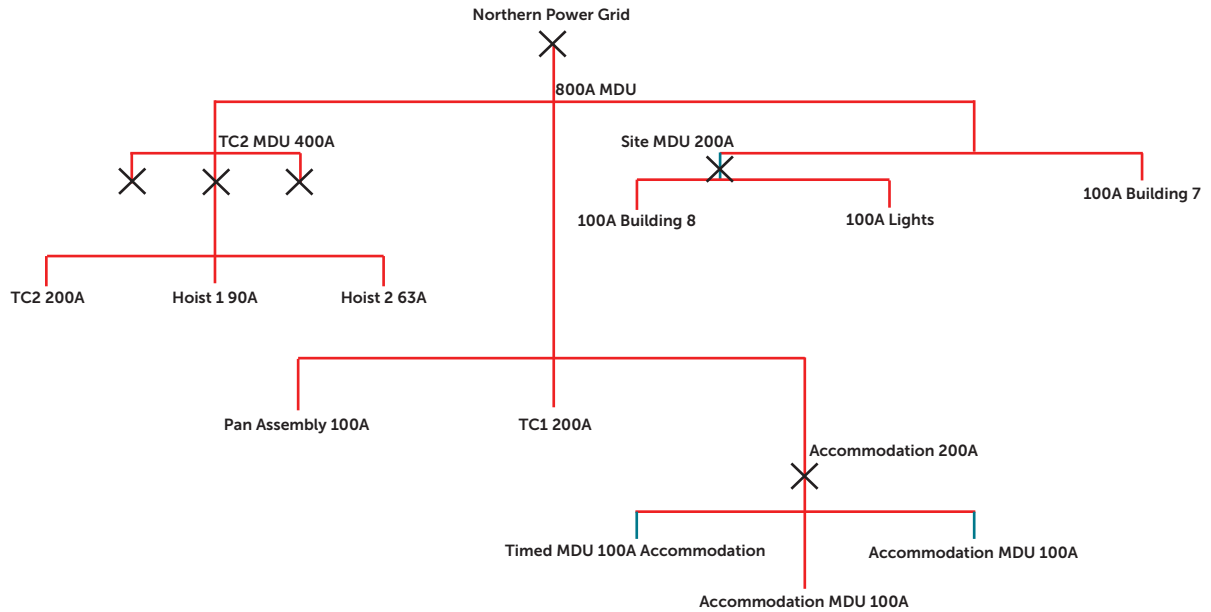 Northern Power Grid
800A MDU
TC2 MDU 400A
Site MDU 200A
100A Building 8
100A Lights
100A Building 7
TC2 200A
Hoist 1 90A
Hoist 2 63A
Pan Assembly 100A
TC1 200A
Accommodation 200A
Timed MDU 100A Accommodation
Accommodation MDU 100A
Accommodation MDU 100A